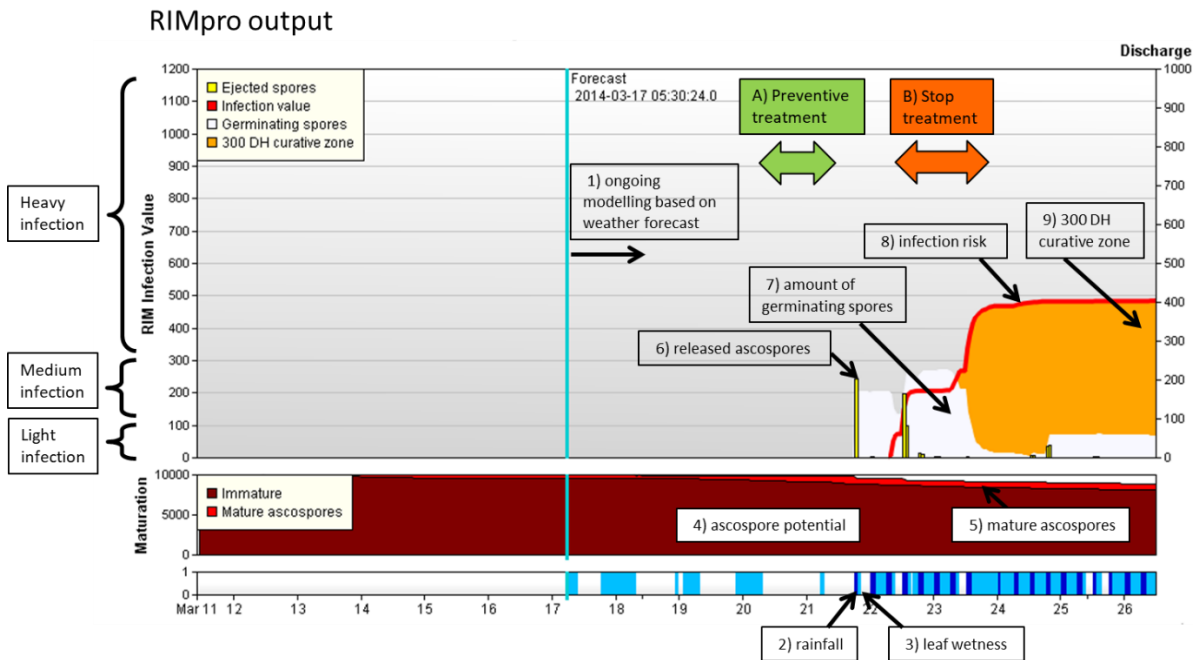 RIMpro output
Discharge
1200
1100
1000
900
800
700
600
500
400
300
200
100
0
RIM Infection Value
Ejected spores
Infection value
Germinating spores
300 DH curative zone
Forecast
2014-03-17 05:30:24.0
A) Preventive
treatment
B) Stop
treatment
1) ongoing
modelling based on
weather forecast
8) infection risk
9) 300 DH
curative zone
7) amount of
germinating spores
6) released ascospores
1000
900
800
700
600
500
400
300
200
100
0
Heavy
infection
Medium
infection
Light
infection
10000
5000
0
Maturation
Immature
Mature ascospores
4) ascospore potential
5) mature ascospores
1
0
Mar 11 12 13 14 15 16 17 18 19 20 21 22 23 24 25 26
2) rainfall
3) leaf wetness